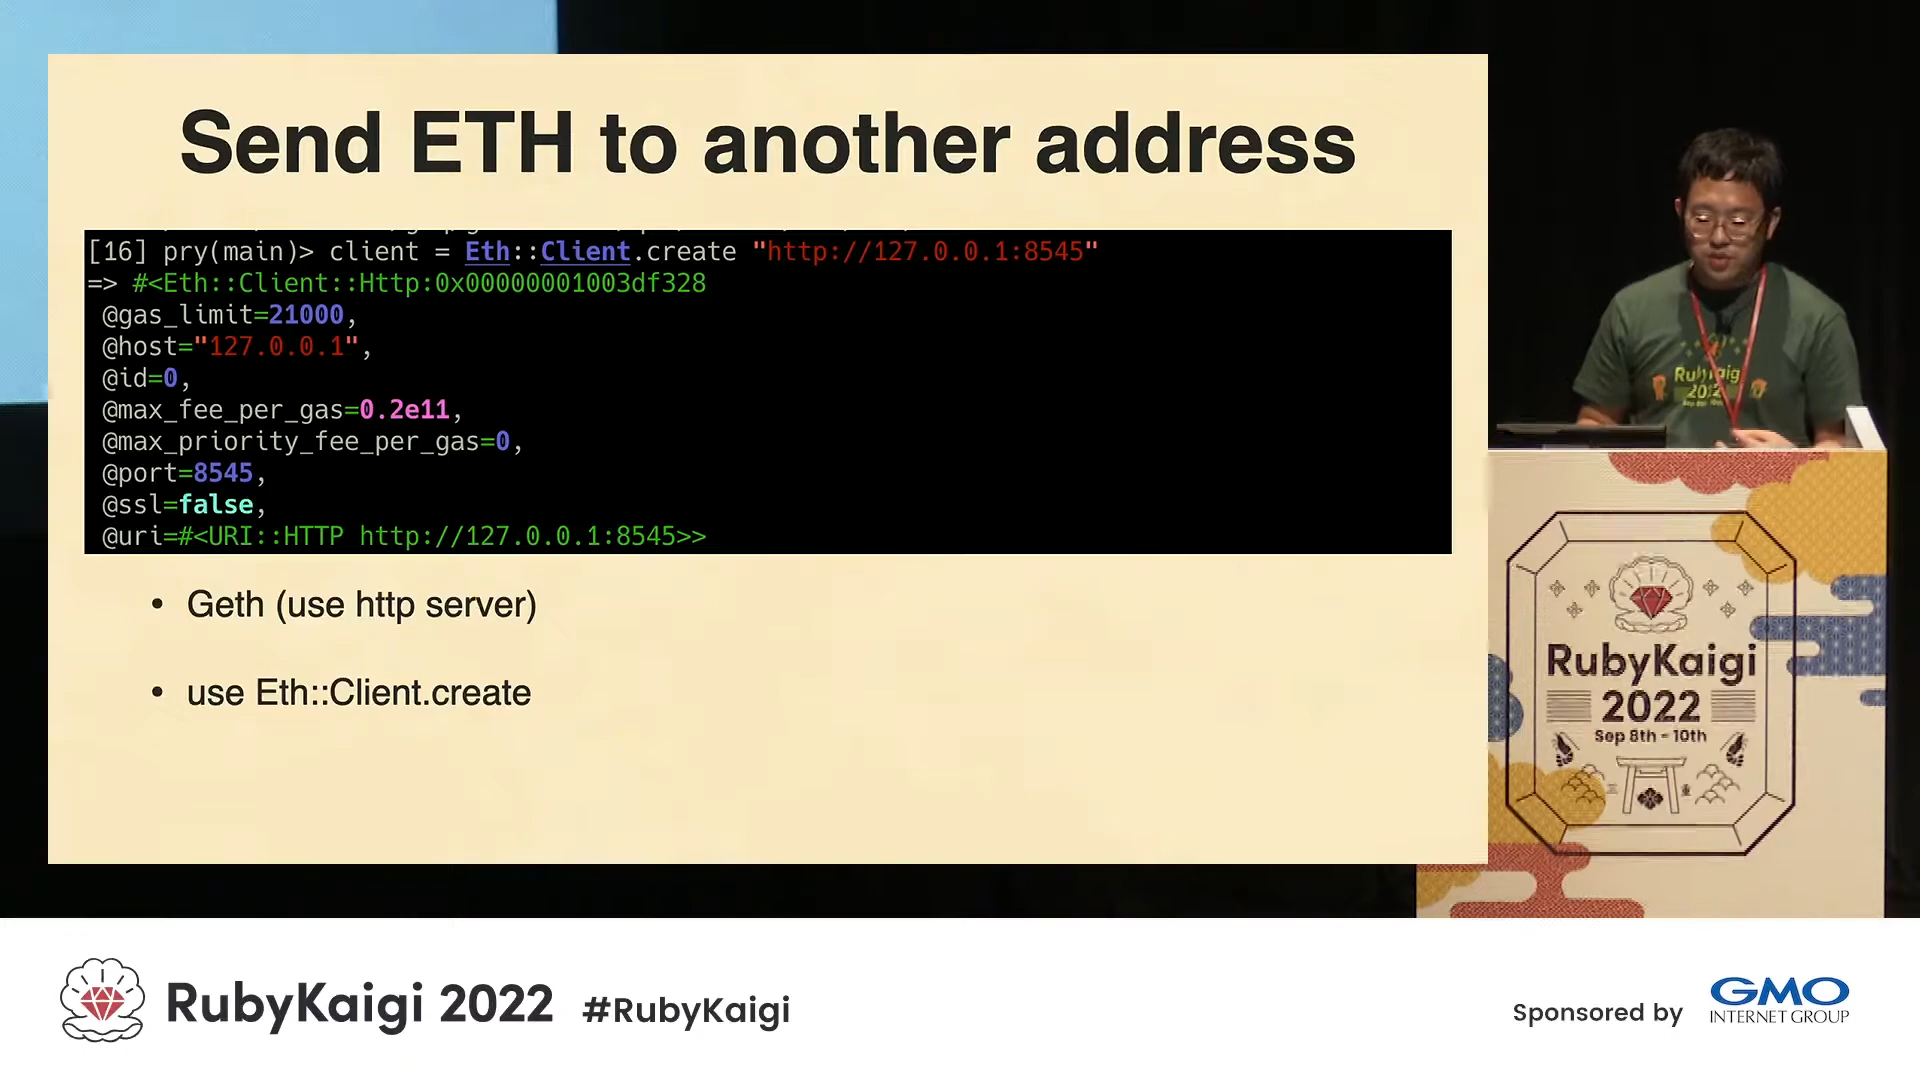 Send ETH to another address
[16] pry(main)> client = Eth::Client.create "http://127.0.0.1:8545"
=> #<Eth::Client::Http:0x00000001003df328
@gas_limit=21000,
@host="127.0.0.1",
@id=0,
@max_fee_per_gas=0.2e11,
@max_priority_fee_per_gas=0,
@port=8545,
@ssl=false,
@uri=#<URI::HTTP http://127.0.0.1:8545>>
• Geth (use http server)
• use Eth::Client.create
RubyKaigi
RubyKaigi
2022
Sep 8th - 10th
RubyKaigi 2022 #RubyKaigi
Sponsored by GMO
INTERNET GROUP